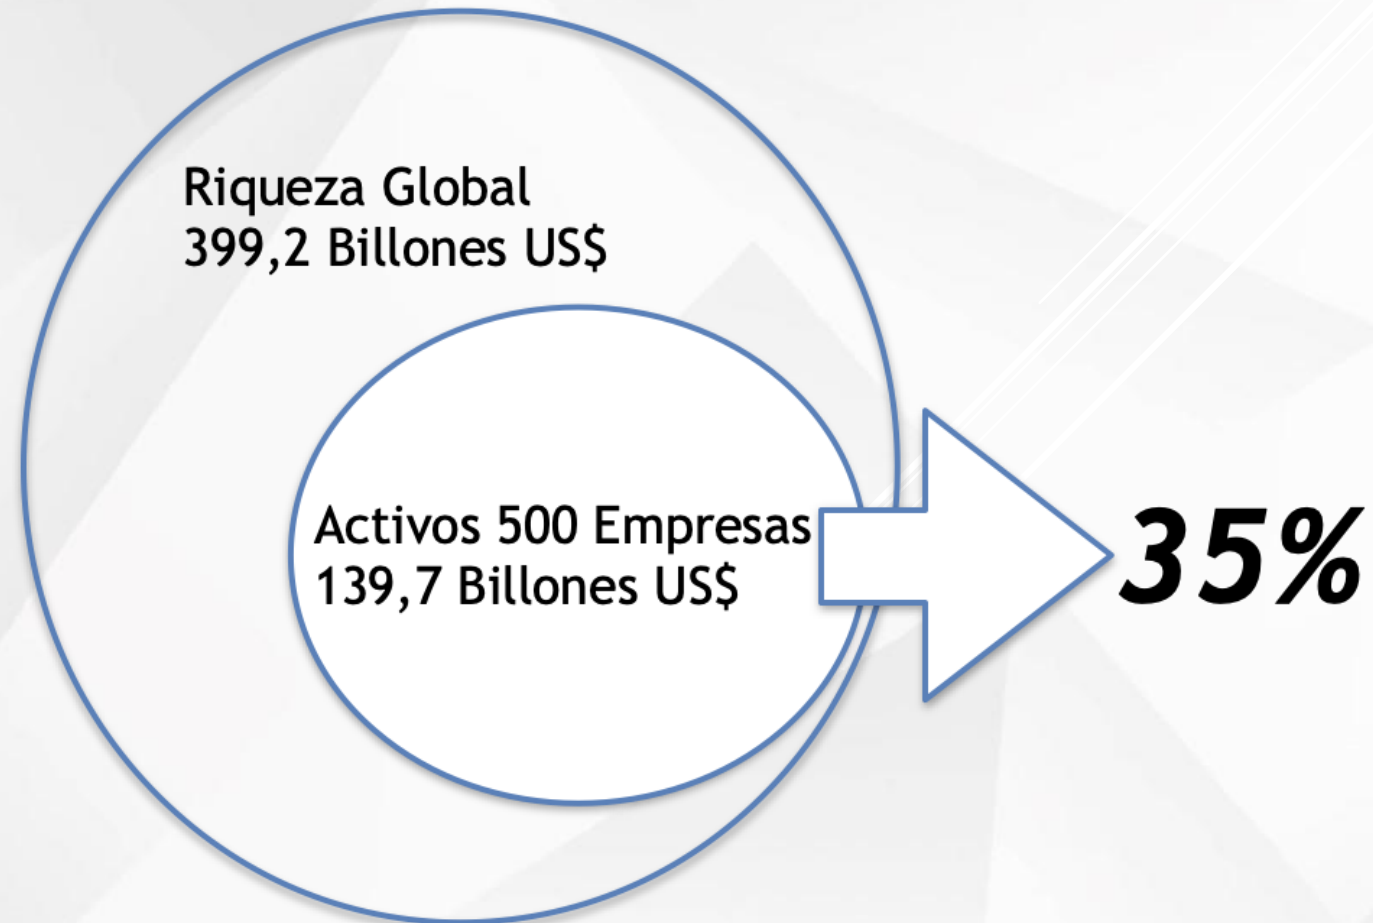 Riqueza Global
399,2 Billones US$
Activos 500 Empresas
139,7 Billones US$
35%